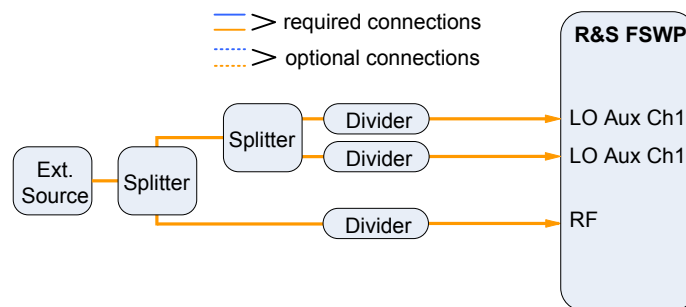 required connections
optional connections
R&S FSWP
Ext.
Source
Splitter
Splitter
Divider
Divider
Divider
LO Aux Ch1
LO Aux Ch1
RF